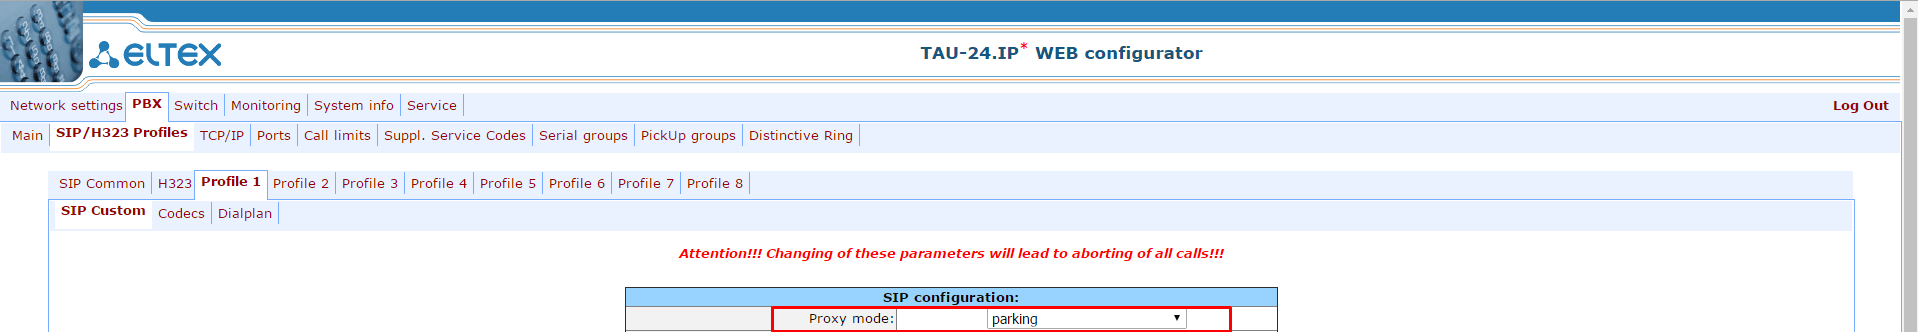 ELTEX
TAU-24.IP* WEB configurator
Network settings PBX Switch Monitoring System info Service Log Out
Main SIP/H323 Profiles TCP/IP Ports Call limits Suppl. Service Codes Serial groups PickUp groups Distinctive Ring
SIP Common H323 Profile 1 Profile 2 Profile 3 Profile 4 Profile 5 Profile 6 Profile 7 Profile 8
SIP Custom Codecs Dialplan
Attention!!! Changing of these parameters will lead to aborting of all calls!!!
SIP configuration:
Proxy mode: parking